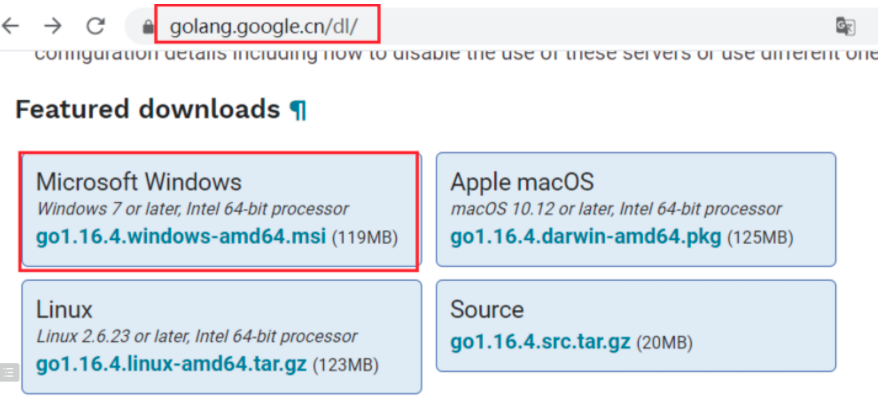 golang.google.cn/dl/
configuration details including how to disable the use of these servers or use different one
Featured downloads ¶
Microsoft Windows
Windows 7 or later, Intel 64-bit processor
go1.16.4.windows-amd64.msi (119MB)
Apple macOS
macOS 10.12 or later, Intel 64-bit processor
go1.16.4.darwin-amd64.pkg (125MB)
Linux
Linux 2.6.23 or later, Intel 64-bit processor
go1.16.4.linux-amd64.tar.gz (123MB)
Source
go1.16.4.src.tar.gz (20MB)